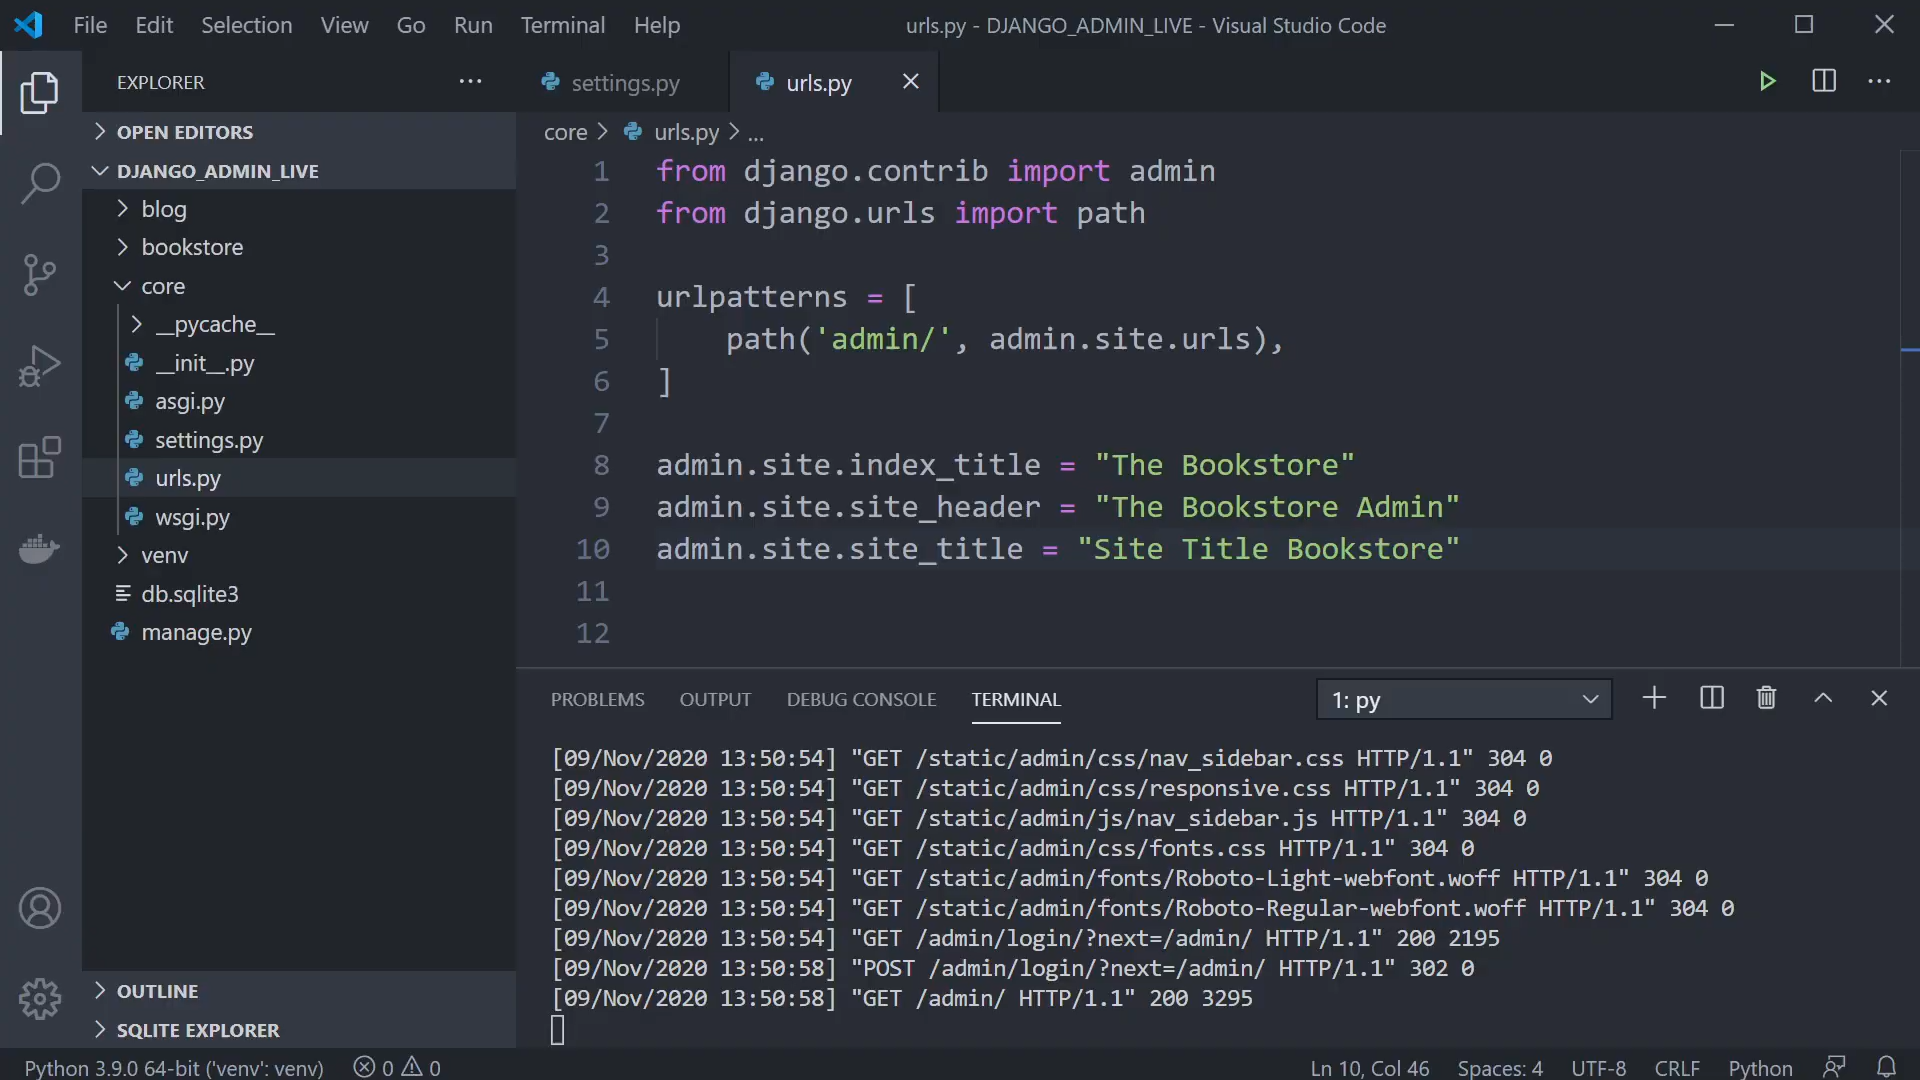 File Edit Selection View Go Run Terminal Help
urls.py - DJANGO_ADMIN_LIVE - Visual Studio Code
EXPLORER
OPEN EDITORS
DJANGO_ADMIN_LIVE
blog
bookstore
core
__pycache__
__init__.py
asgi.py
settings.py
urls.py
wsgi.py
venv
db.sqlite3
manage.py
OUTLINE
SQLITE EXPLORER
settings.py
urls.py
core > urls.py > ...
1 from django.contrib import admin
2 from django.urls import path
3
4 urlpatterns = [
5     path('admin/', admin.site.urls),
6 ]
7
8 admin.site.index_title = "The Bookstore"
9 admin.site.site_header = "The Bookstore Admin"
10 admin.site.site_title = "Site Title Bookstore"
11
12
PROBLEMS OUTPUT DEBUG CONSOLE TERMINAL
1: py
[09/Nov/2020 13:50:54] "GET /static/admin/css/nav_sidebar.css HTTP/1.1" 304 0
[09/Nov/2020 13:50:54] "GET /static/admin/css/responsive.css HTTP/1.1" 304 0
[09/Nov/2020 13:50:54] "GET /static/admin/js/nav_sidebar.js HTTP/1.1" 304 0
[09/Nov/2020 13:50:54] "GET /static/admin/css/fonts.css HTTP/1.1" 304 0
[09/Nov/2020 13:50:54] "GET /static/admin/fonts/Roboto-Light-webfont.woff HTTP/1.1" 304 0
[09/Nov/2020 13:50:54] "GET /static/admin/fonts/Roboto-Regular-webfont.woff HTTP/1.1" 304 0
[09/Nov/2020 13:50:54] "GET /admin/login/?next=/admin/ HTTP/1.1" 200 2195
[09/Nov/2020 13:50:58] "POST /admin/login/?next=/admin/ HTTP/1.1" 302 0
[09/Nov/2020 13:50:58] "GET /admin/ HTTP/1.1" 200 3295
Python 3.9.0 64-bit ('venv': venv) 0 0
Ln 10, Col 46 Spaces: 4 UTF-8 CRLF Python